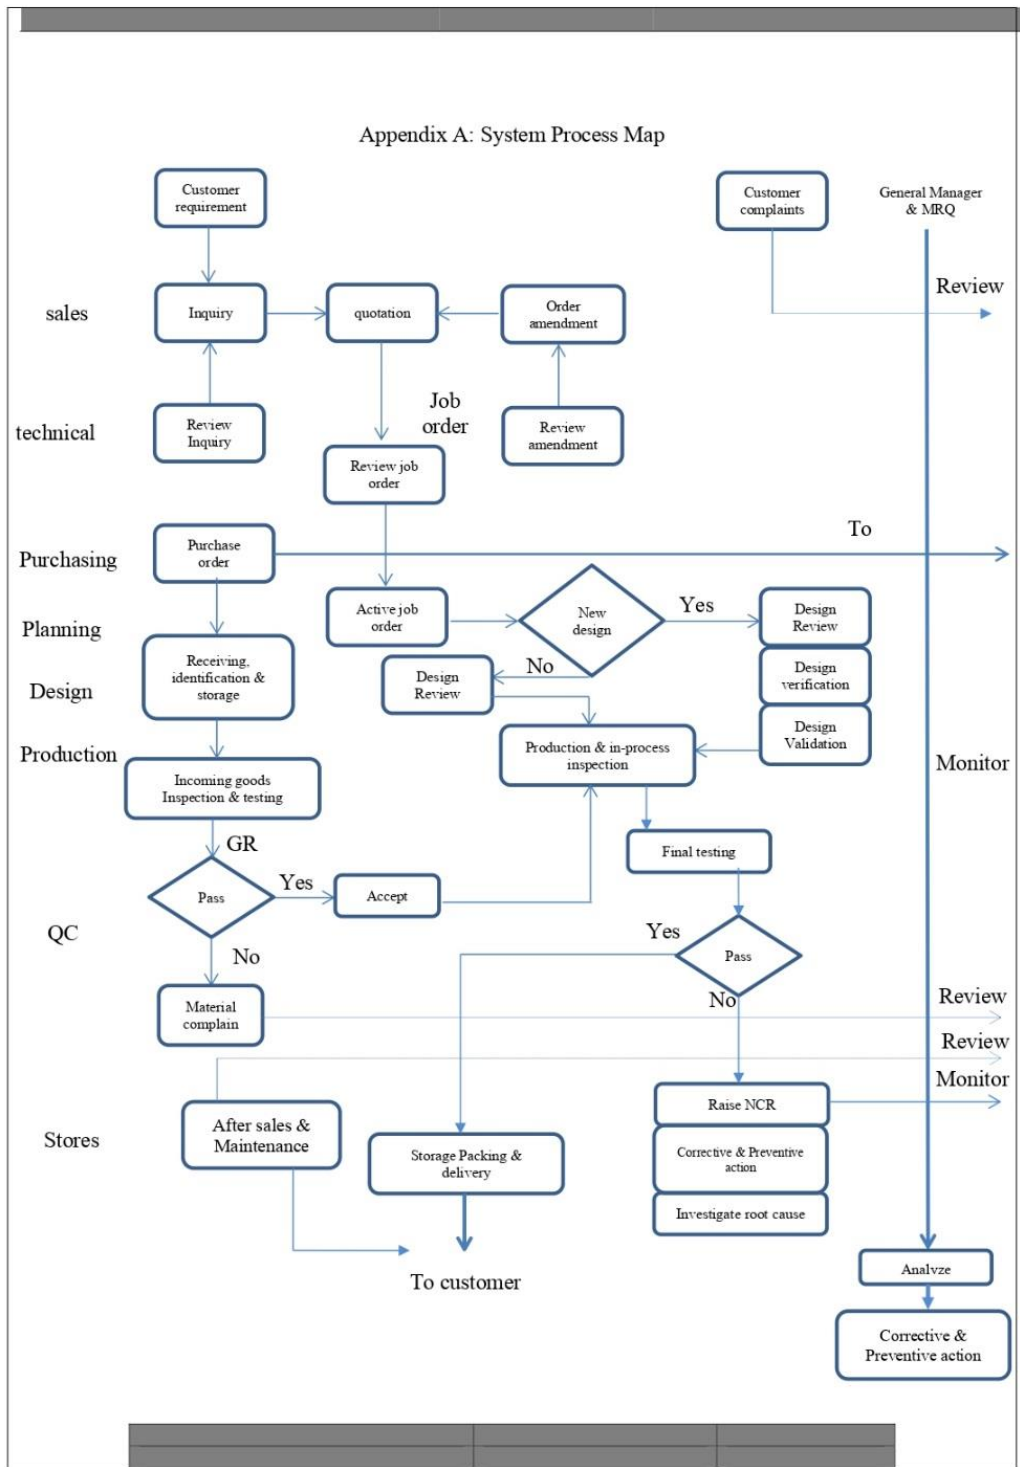 Appendix A: System Process Map
Customer
requirement
Customer
complaints
General Manager
& MRQ
Review
sales
Inquiry
quotation
Order
amendment
technical
Review
Inquiry
Job
order
Review
amendment
Review job
order
Purchasing
Purchase
order
To
Planning
Active job
order
New
design
Yes
Design
Review
Design
Receiving,
identification &
storage
Design
Review
No
Design
verification
Production
Production & in-process
inspection
Design
Validation
Monitor
Incoming goods
Inspection & testing
GR
Final testing
Pass
Yes
Accept
QC
No
Yes
Pass
No
Material
complain
Review
Review
Monitor
Stores
After sales &
Maintenance
Storage Packing &
delivery
Raise NCR
Corrective & Preventive
action
Investigate root cause
To customer
Analyze
Corrective &
Preventive action